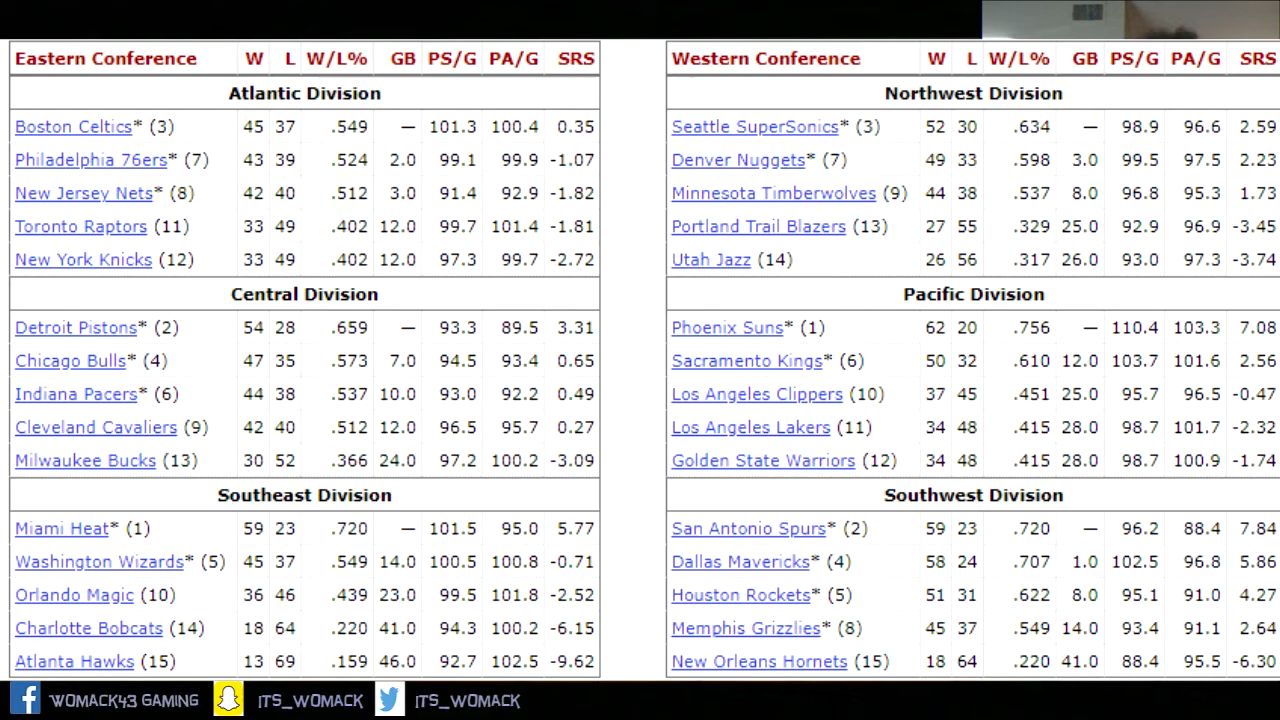 Eastern Conference W L W/L% GB PS/G PA/G SRS
Atlantic Division
Boston Celtics* (3) 45 37 .549 — 101.3 100.4 0.35
Philadelphia 76ers* (7) 43 39 .524 2.0 99.1 99.9 -1.07
New Jersey Nets* (8) 42 40 .512 3.0 91.4 92.9 -1.82
Toronto Raptors (11) 33 49 .402 12.0 99.7 101.4 -1.81
New York Knicks (12) 33 49 .402 12.0 97.3 99.7 -2.72
Central Division
Detroit Pistons* (2) 54 28 .659 — 93.3 89.5 3.31
Chicago Bulls* (4) 47 35 .573 7.0 94.5 93.4 0.65
Indiana Pacers* (6) 44 38 .537 10.0 93.0 92.2 0.49
Cleveland Cavaliers (9) 42 40 .512 12.0 96.5 95.7 0.27
Milwaukee Bucks (13) 30 52 .366 24.0 97.2 100.2 -3.09
Southeast Division
Miami Heat* (1) 59 23 .720 — 101.5 95.0 5.77
Washington Wizards* (5) 45 37 .549 14.0 100.5 100.8 -0.71
Orlando Magic (10) 36 46 .439 23.0 99.5 101.8 -2.52
Charlotte Bobcats (14) 18 64 .220 41.0 94.3 100.2 -6.15
Atlanta Hawks (15) 13 69 .159 46.0 92.7 102.5 -9.62
Western Conference W L W/L% GB PS/G PA/G SRS
Northwest Division
Seattle SuperSonics* (3) 52 30 .634 — 98.9 96.6 2.59
Denver Nuggets* (7) 49 33 .598 3.0 99.5 97.5 2.23
Minnesota Timberwolves (9) 44 38 .537 8.0 96.8 95.3 1.73
Portland Trail Blazers (13) 27 55 .329 25.0 92.9 96.9 -3.45
Utah Jazz (14) 26 56 .317 26.0 93.0 97.3 -3.74
Pacific Division
Phoenix Suns* (1) 62 20 .756 — 110.4 103.3 7.08
Sacramento Kings* (6) 50 32 .610 12.0 103.7 101.6 2.56
Los Angeles Clippers (10) 37 45 .451 25.0 95.7 96.5 -0.47
Los Angeles Lakers (11) 34 48 .415 28.0 98.7 101.7 -2.32
Golden State Warriors (12) 34 48 .415 28.0 98.7 100.9 -1.74
Southwest Division
San Antonio Spurs* (2) 59 23 .720 — 96.2 88.4 7.84
Dallas Mavericks* (4) 58 24 .707 1.0 102.5 96.8 5.86
Houston Rockets* (5) 51 31 .622 8.0 95.1 91.0 4.27
Memphis Grizzlies* (8) 45 37 .549 14.0 93.4 91.1 2.64
New Orleans Hornets (15) 18 64 .220 41.0 88.4 95.5 -6.30
WOMACK43 GAMING ITS_WOMACK ITS_WOMACK